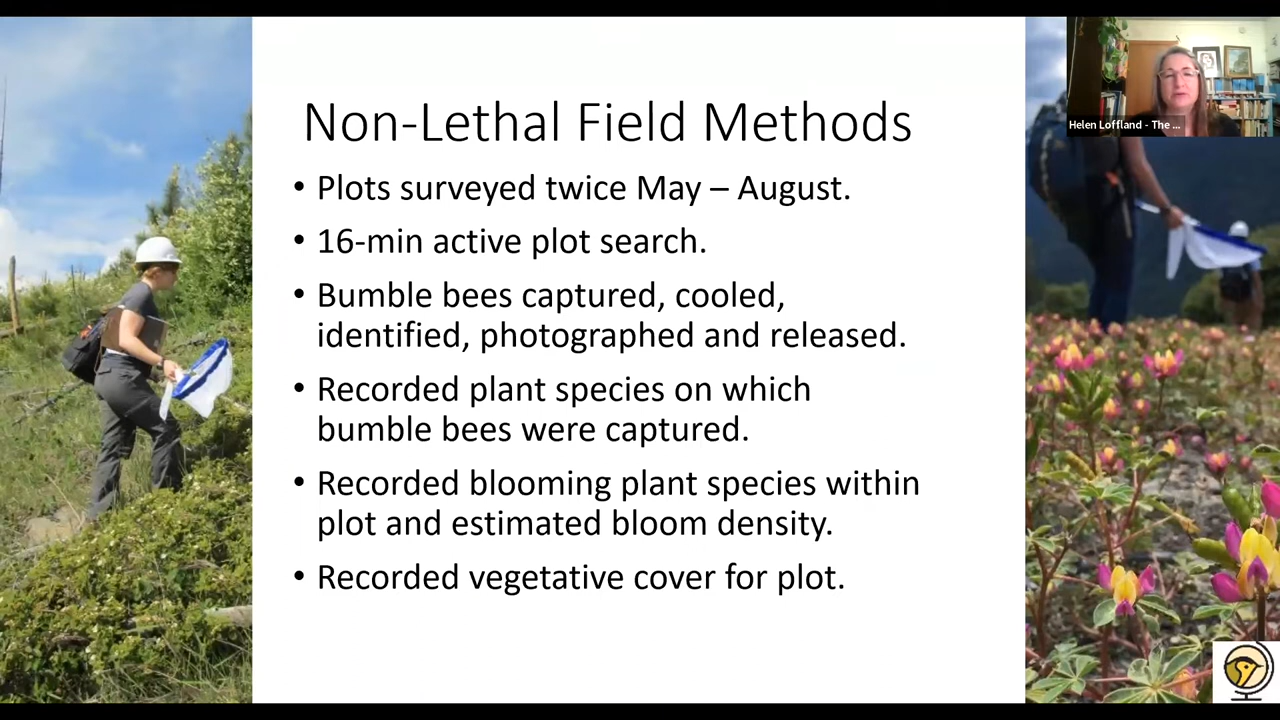 Helen Loffland - The ...
Non-Lethal Field Methods
• Plots surveyed twice May – August.
• 16-min active plot search.
• Bumble bees captured, cooled,
identified, photographed and released.
• Recorded plant species on which
bumble bees were captured.
• Recorded blooming plant species within
plot and estimated bloom density.
• Recorded vegetative cover for plot.